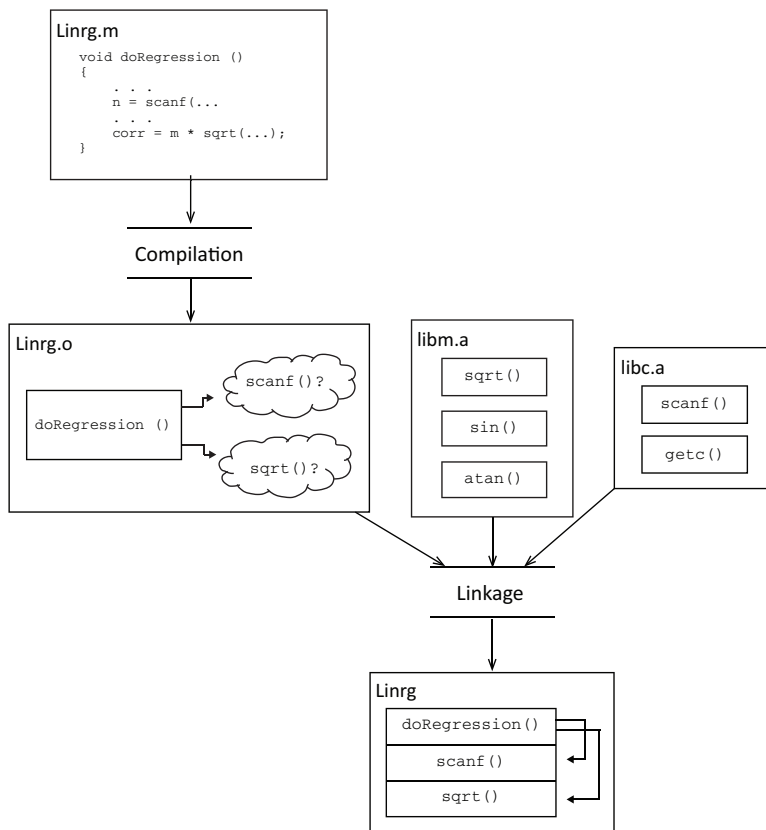 Linrg.m
void doRegression ()
{
. . .
n = scanf(...
. . .
corr = m * sqrt(...);
}
Compilation
Linrg.o
doRegression ()
scanf()?
sqrt()?
libm.a
sqrt()
sin()
atan()
libc.a
scanf()
getc()
Linkage
Linrg
doRegression()
scanf()
sqrt()